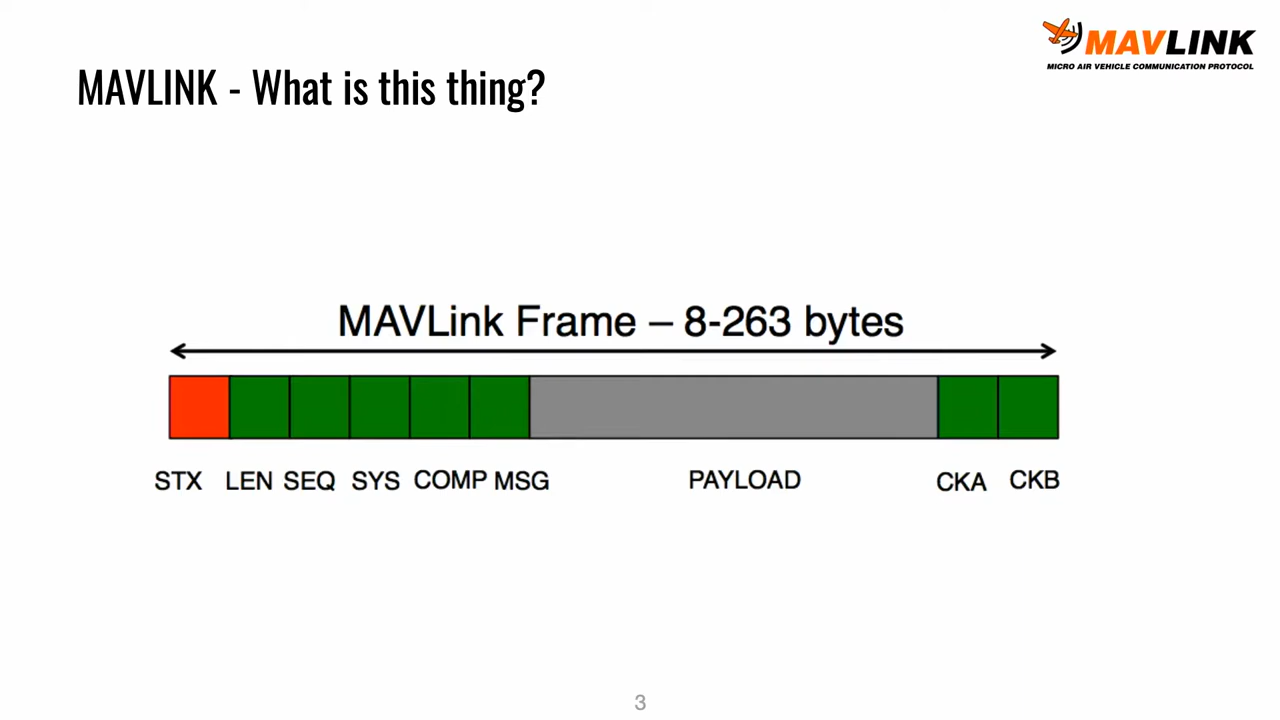 MAVLINK
MICRO AIR VEHICLE COMMUNICATION PROTOCOL
MAVLINK - What is this thing?
MAVLink Frame – 8-263 bytes
STX LEN SEQ SYS COMP MSG PAYLOAD CKA CKB
3